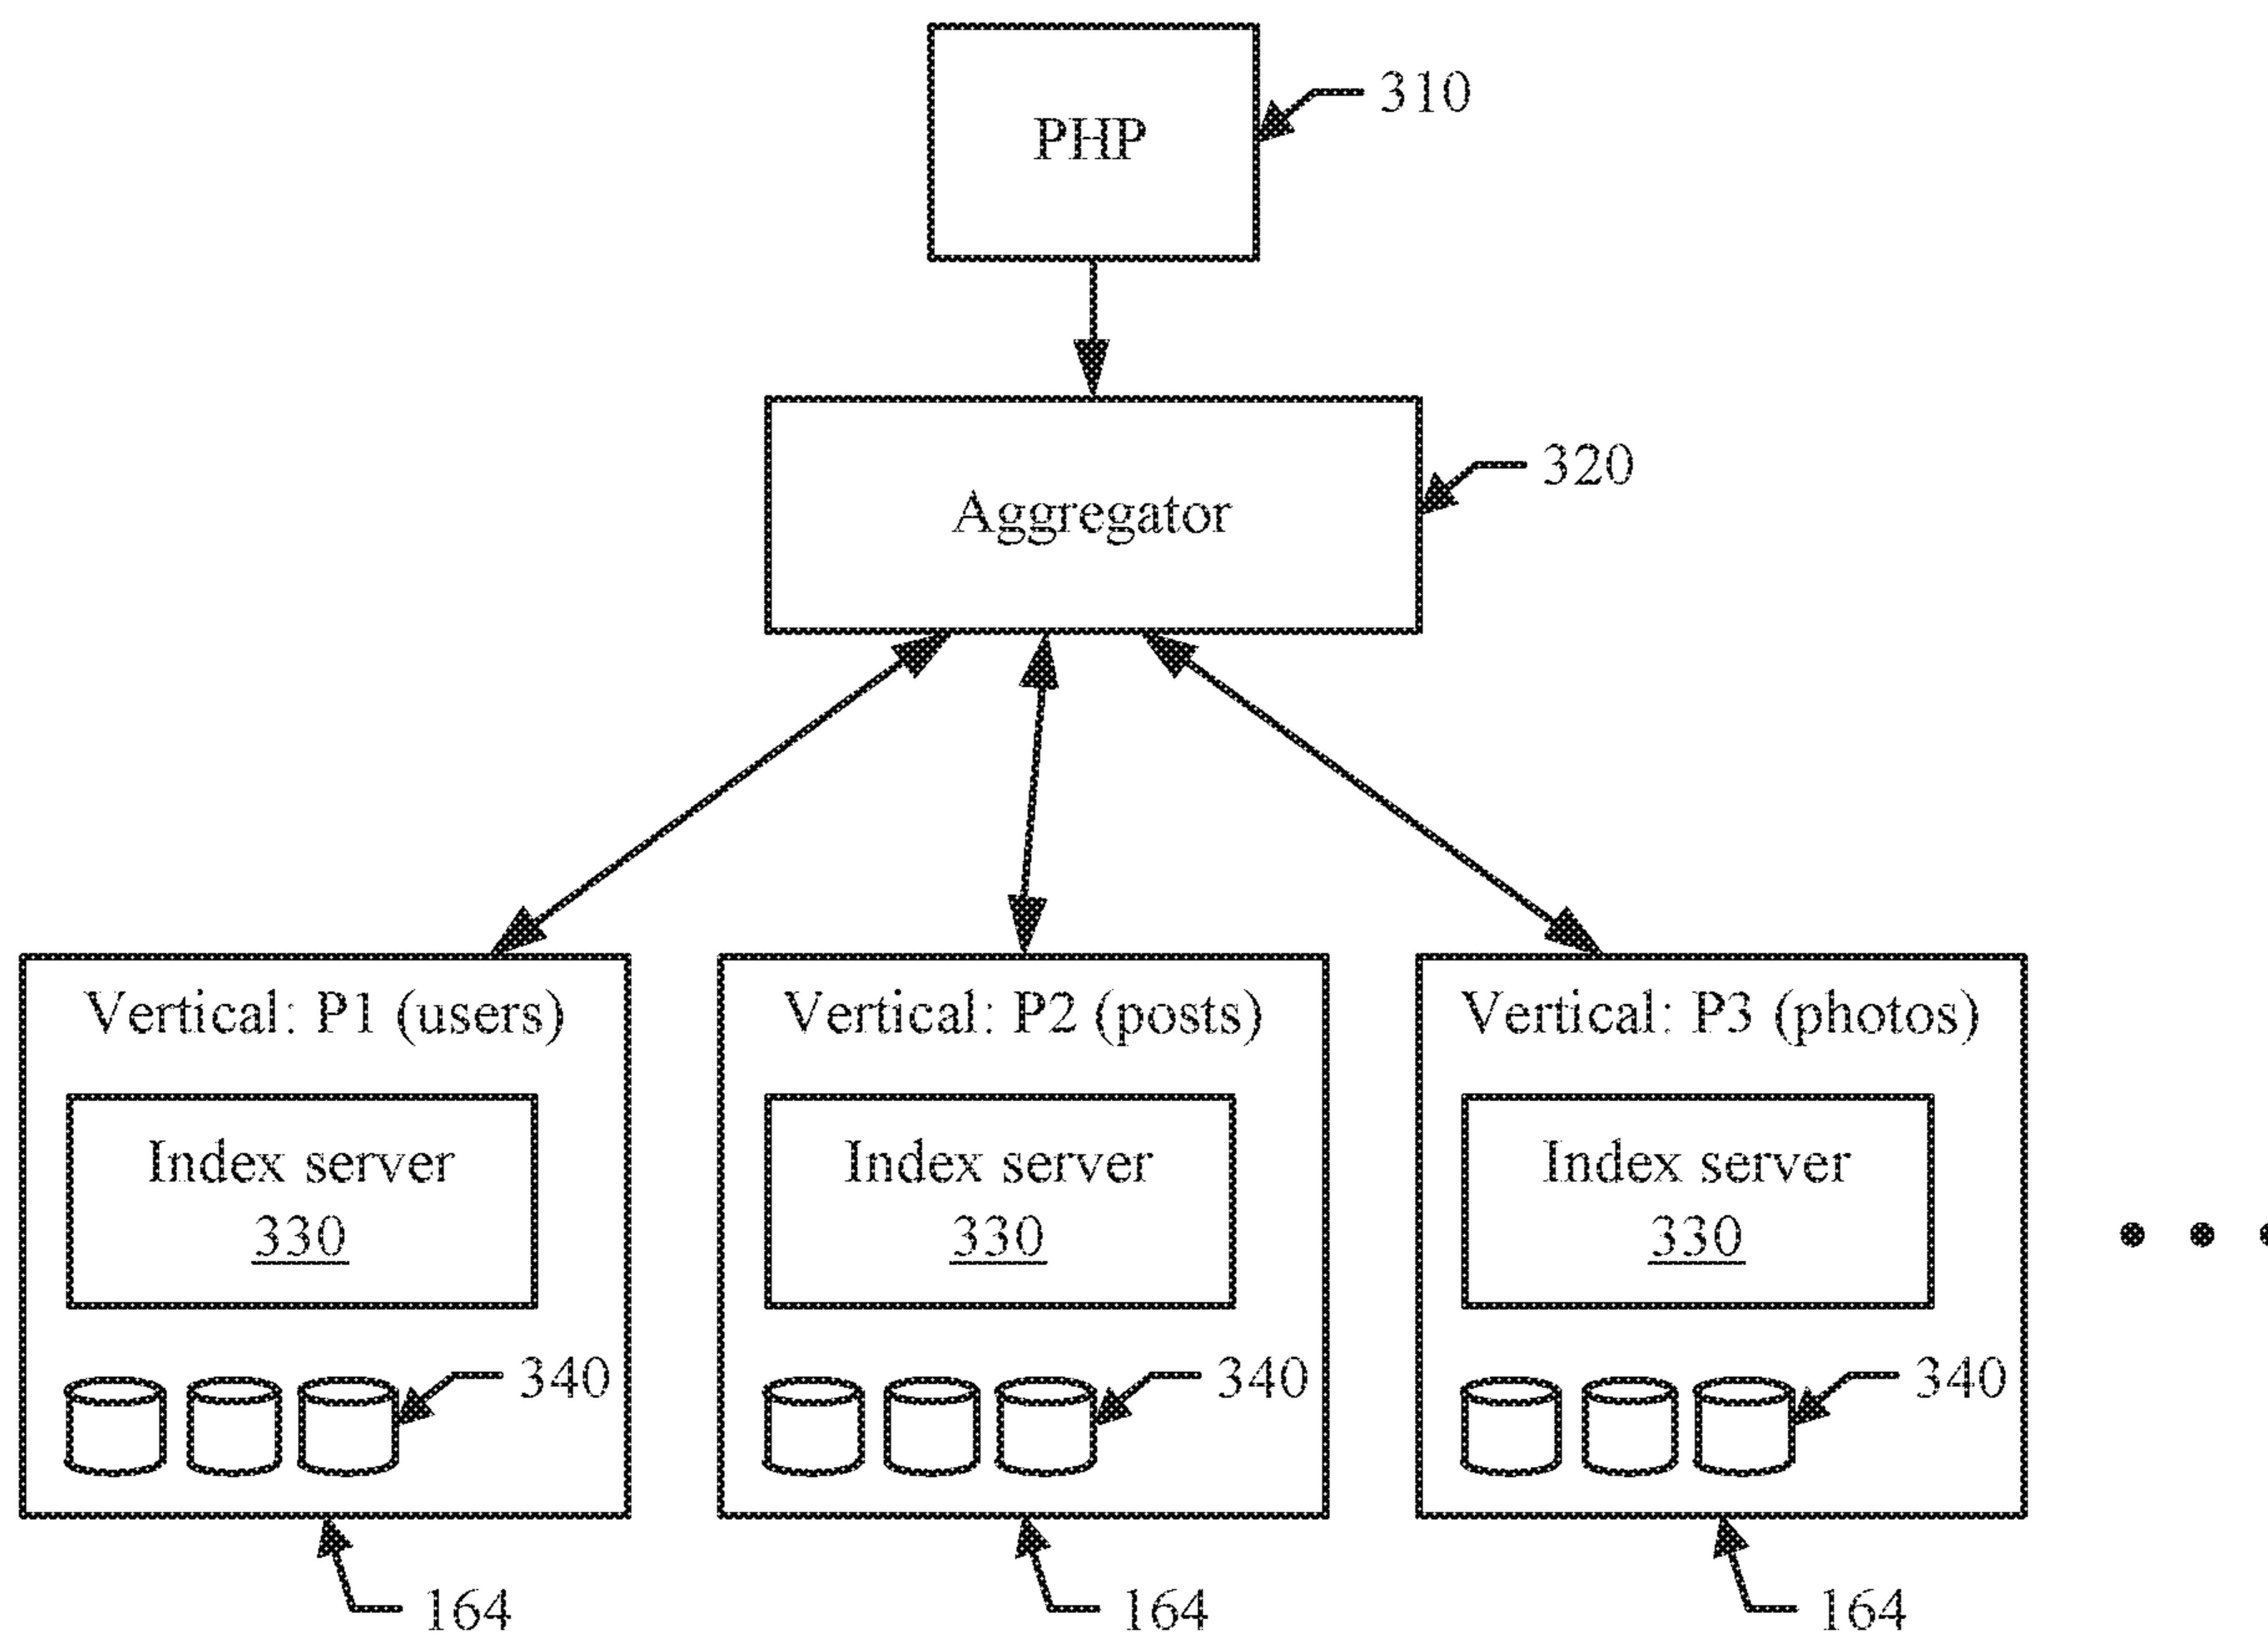 PHP
310
Aggregator
320
Vertical: P1 (users)
Index server
330
340
164
Vertical: P2 (posts)
Index server
330
340
164
Vertical: P3 (photos)
Index server
330
340
164